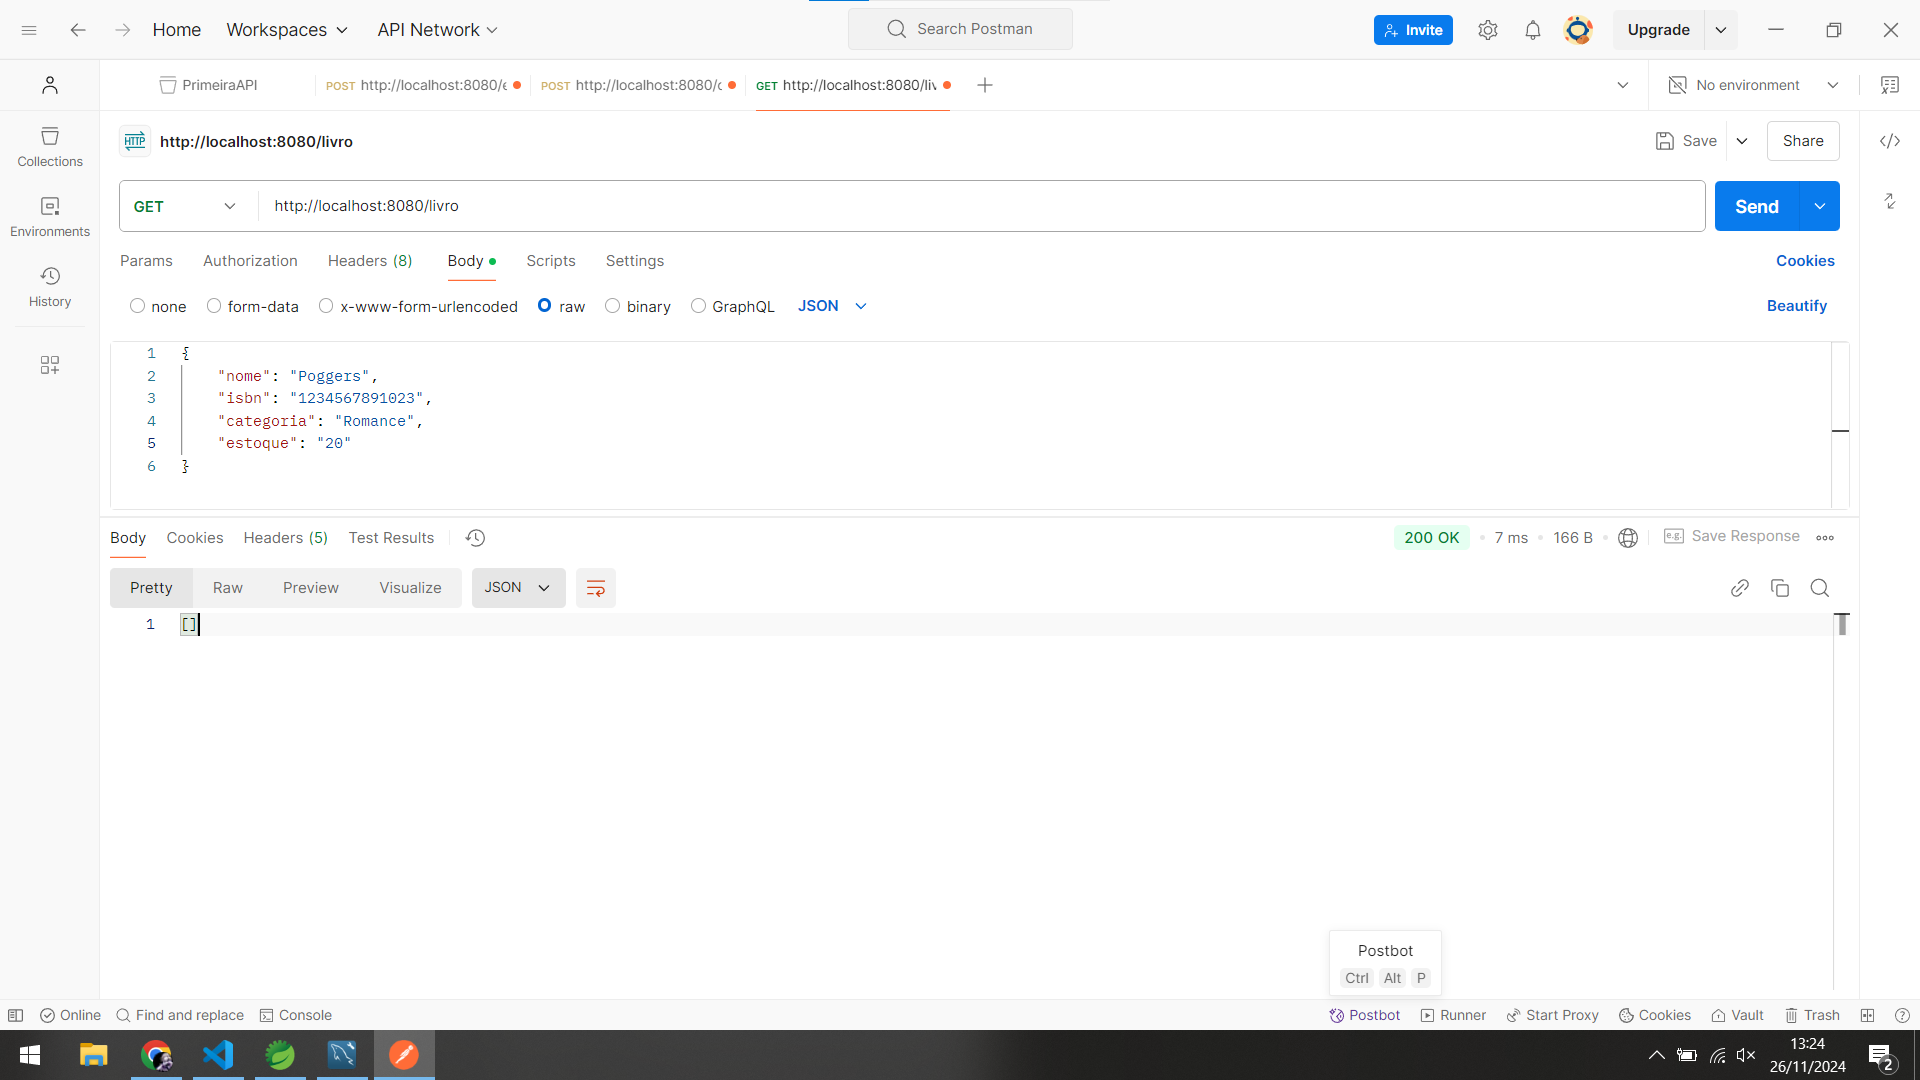 Home Workspaces API Network Search Postman Invite Upgrade
PrimeiraAPI POST http://localhost:8080/e POST http://localhost:8080/c GET http://localhost:8080/liv No environment
HTTP http://localhost:8080/livro Save Share
Collections
GET http://localhost:8080/livro Send
Environments
Params Authorization Headers (8) Body Scripts Settings Cookies
History
none form-data x-www-form-urlencoded raw binary GraphQL JSON Beautify
1 {
2 "nome": "Poggers",
3 "isbn": "1234567891023",
4 "categoria": "Romance",
5 "estoque": "20"
6 }
Body Cookies Headers (5) Test Results 200 OK 7 ms 166 B e.g. Save Response
Pretty Raw Preview Visualize JSON
1 []
Postbot
Ctrl Alt P
Online Find and replace Console Postbot Runner Start Proxy Cookies Vault Trash
13:24
26/11/2024
2